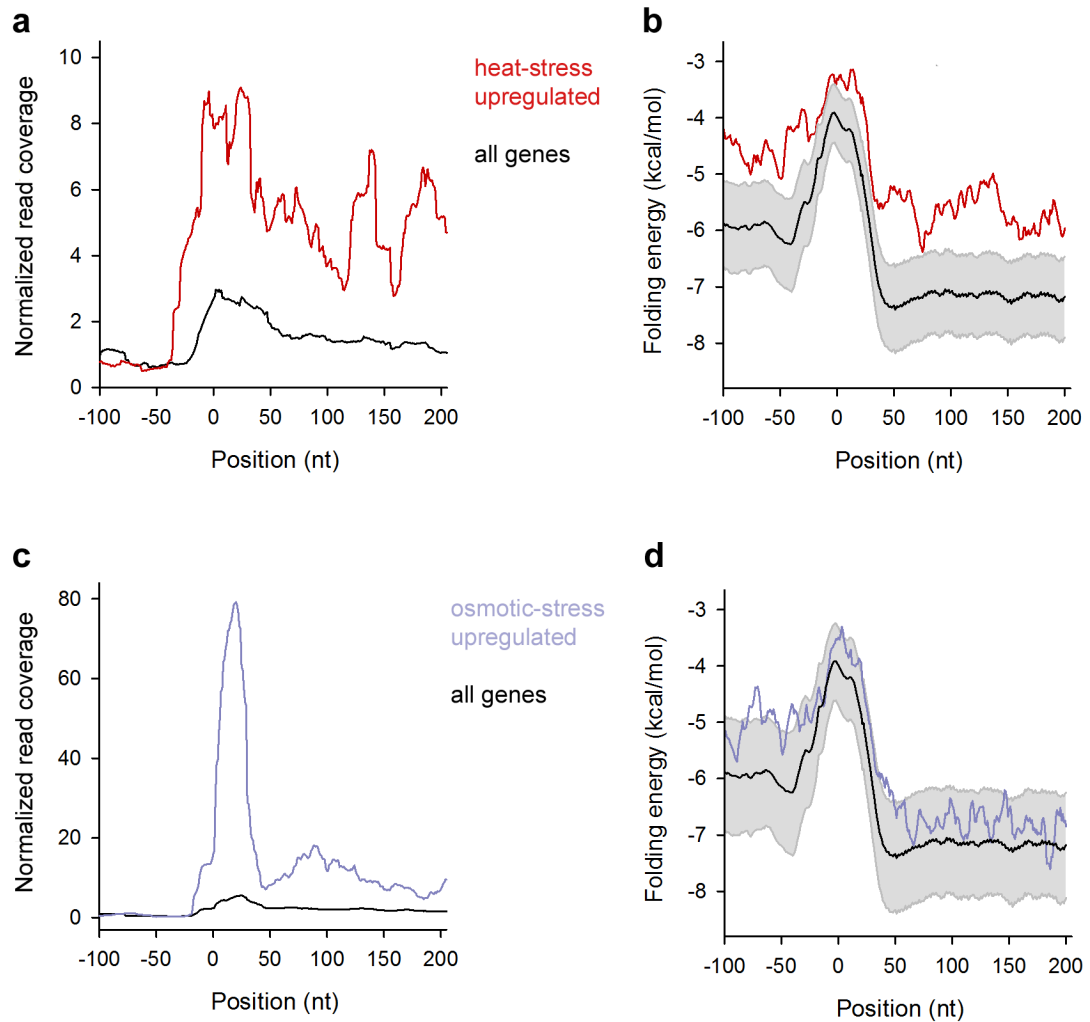 a
Normalized read coverage
10
8
6
4
2
0
-100 -50 0 50 100 150 200
Position (nt)
heat-stress
upregulated
all genes
b
Folding energy (kcal/mol)
-3
-4
-5
-6
-7
-8
-100 -50 0 50 100 150 200
Position (nt)
c
Normalized read coverage
80
60
40
20
0
-100 -50 0 50 100 150 200
Position (nt)
osmotic-stress
upregulated
all genes
d
Folding energy (kcal/mol)
-3
-4
-5
-6
-7
-8
-100 -50 0 50 100 150 200
Position (nt)